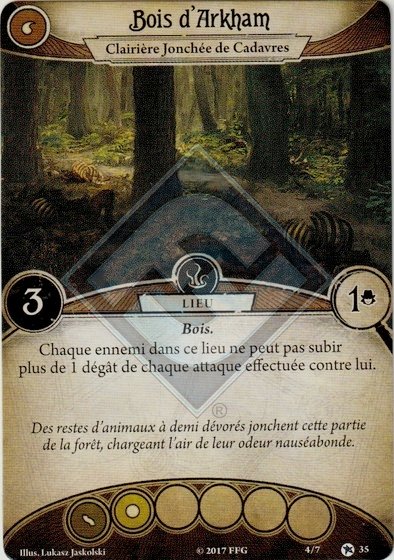 Bois d'Arkham
Clairière Jonchée de Cadavres
3
LIEU
1
Bois.
Chaque ennemi dans ce lieu ne peut pas subir
plus de 1 dégât de chaque attaque effectuée contre lui.
®
Des restes d'animaux à demi dévorés jonchent cette partie
de la forêt, chargeant l'air de leur odeur nauséabonde.
Illus. Lukasz Jaskolski
© 2017 FFG
4/7
35